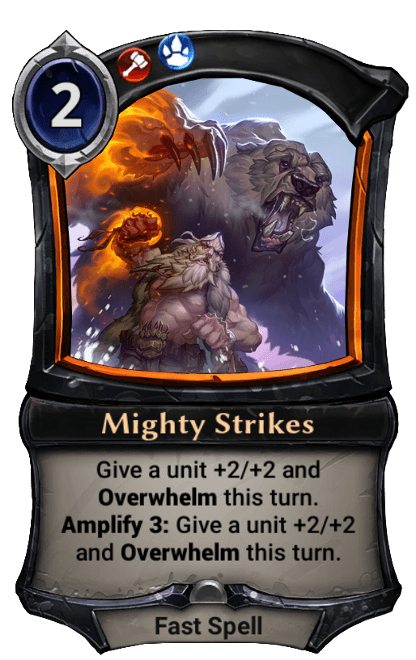 2
Mighty Strikes
Give a unit +2/+2 and
Overwhelm this turn.
Amplify 3: Give a unit +2/+2
and Overwhelm this turn.
Fast Spell